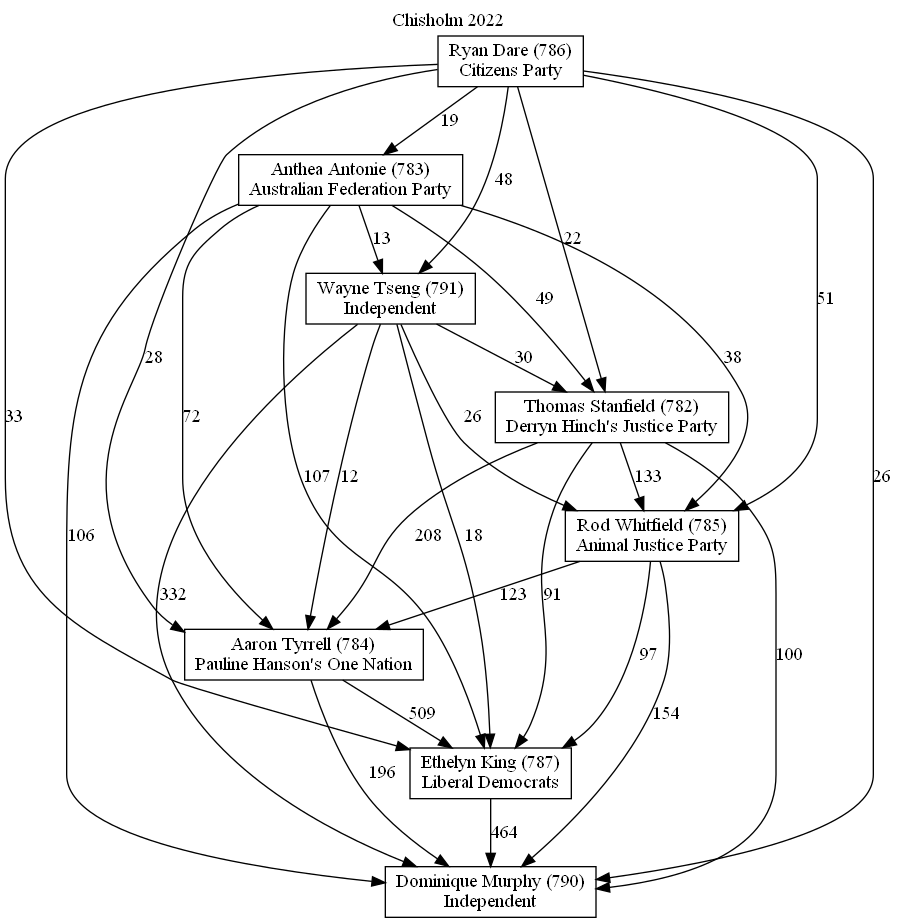 Chisholm 2022
Ryan Dare (786)
Citizens Party
19
Anthea Antonie (783)
Australian Federation Party
48
13
22
Wayne Tseng (791)
Independent
49
51
30
28
38
Thomas Stanfield (782)
Derryn Hinch's Justice Party
33
72
26
107
12
133
26
Rod Whitfield (785)
Animal Justice Party
106
208
18
332
123
91
Aaron Tyrrell (784)
Pauline Hanson's One Nation
97
100
509
154
Ethelyn King (787)
Liberal Democrats
196
464
Dominique Murphy (790)
Independent